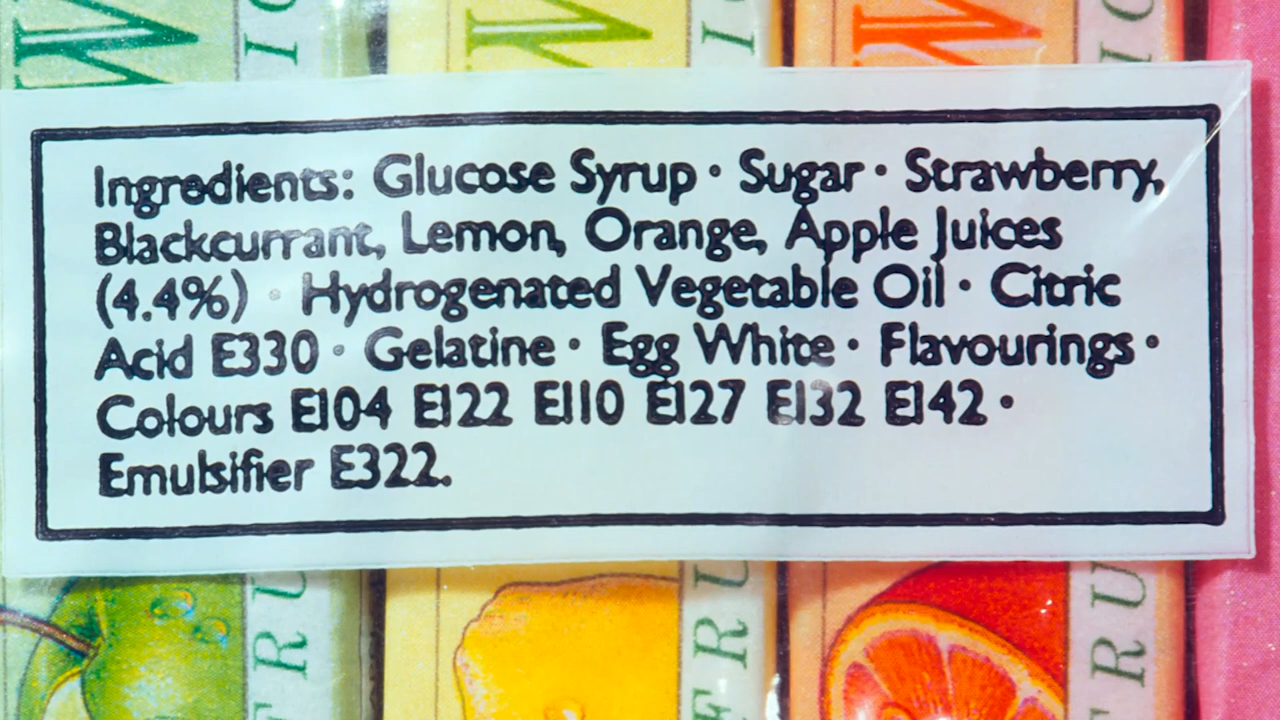 Ingredients: Glucose Syrup • Sugar • Strawberry,
Blackcurrant, Lemon, Orange, Apple Juices
(4.4%) • Hydrogenated Vegetable Oil • Citric
Acid E330 • Gelatine • Egg White • Flavourings •
Colours E104 E122 E110 E127 E132 E142 •
Emulsifier E322.